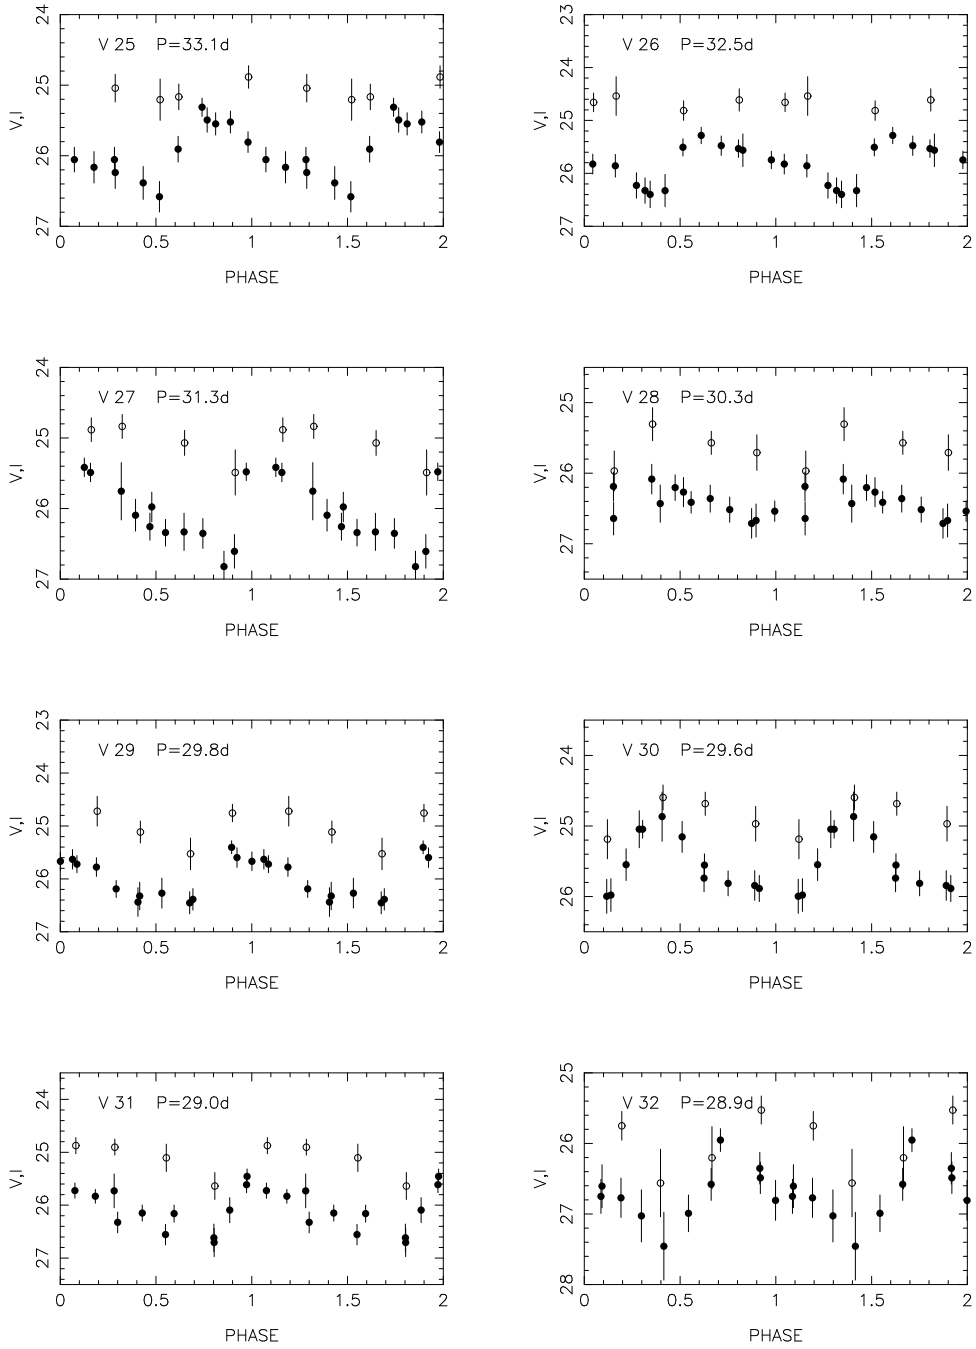 V 25 P=33.1d
24
25
26
27
V,I
0 0.5 1 1.5 2
PHASE
V 26 P=32.5d
23
24
25
26
27
V,I
0 0.5 1 1.5 2
PHASE
V 27 P=31.3d
24
25
26
27
V,I
0 0.5 1 1.5 2
PHASE
V 28 P=30.3d
25
26
27
V,I
0 0.5 1 1.5 2
PHASE
V 29 P=29.8d
23
24
25
26
27
V,I
0 0.5 1 1.5 2
PHASE
V 30 P=29.6d
24
25
26
V,I
0 0.5 1 1.5 2
PHASE
V 31 P=29.0d
24
25
26
27
V,I
0 0.5 1 1.5 2
PHASE
V 32 P=28.9d
25
26
27
28
V,I
0 0.5 1 1.5 2
PHASE